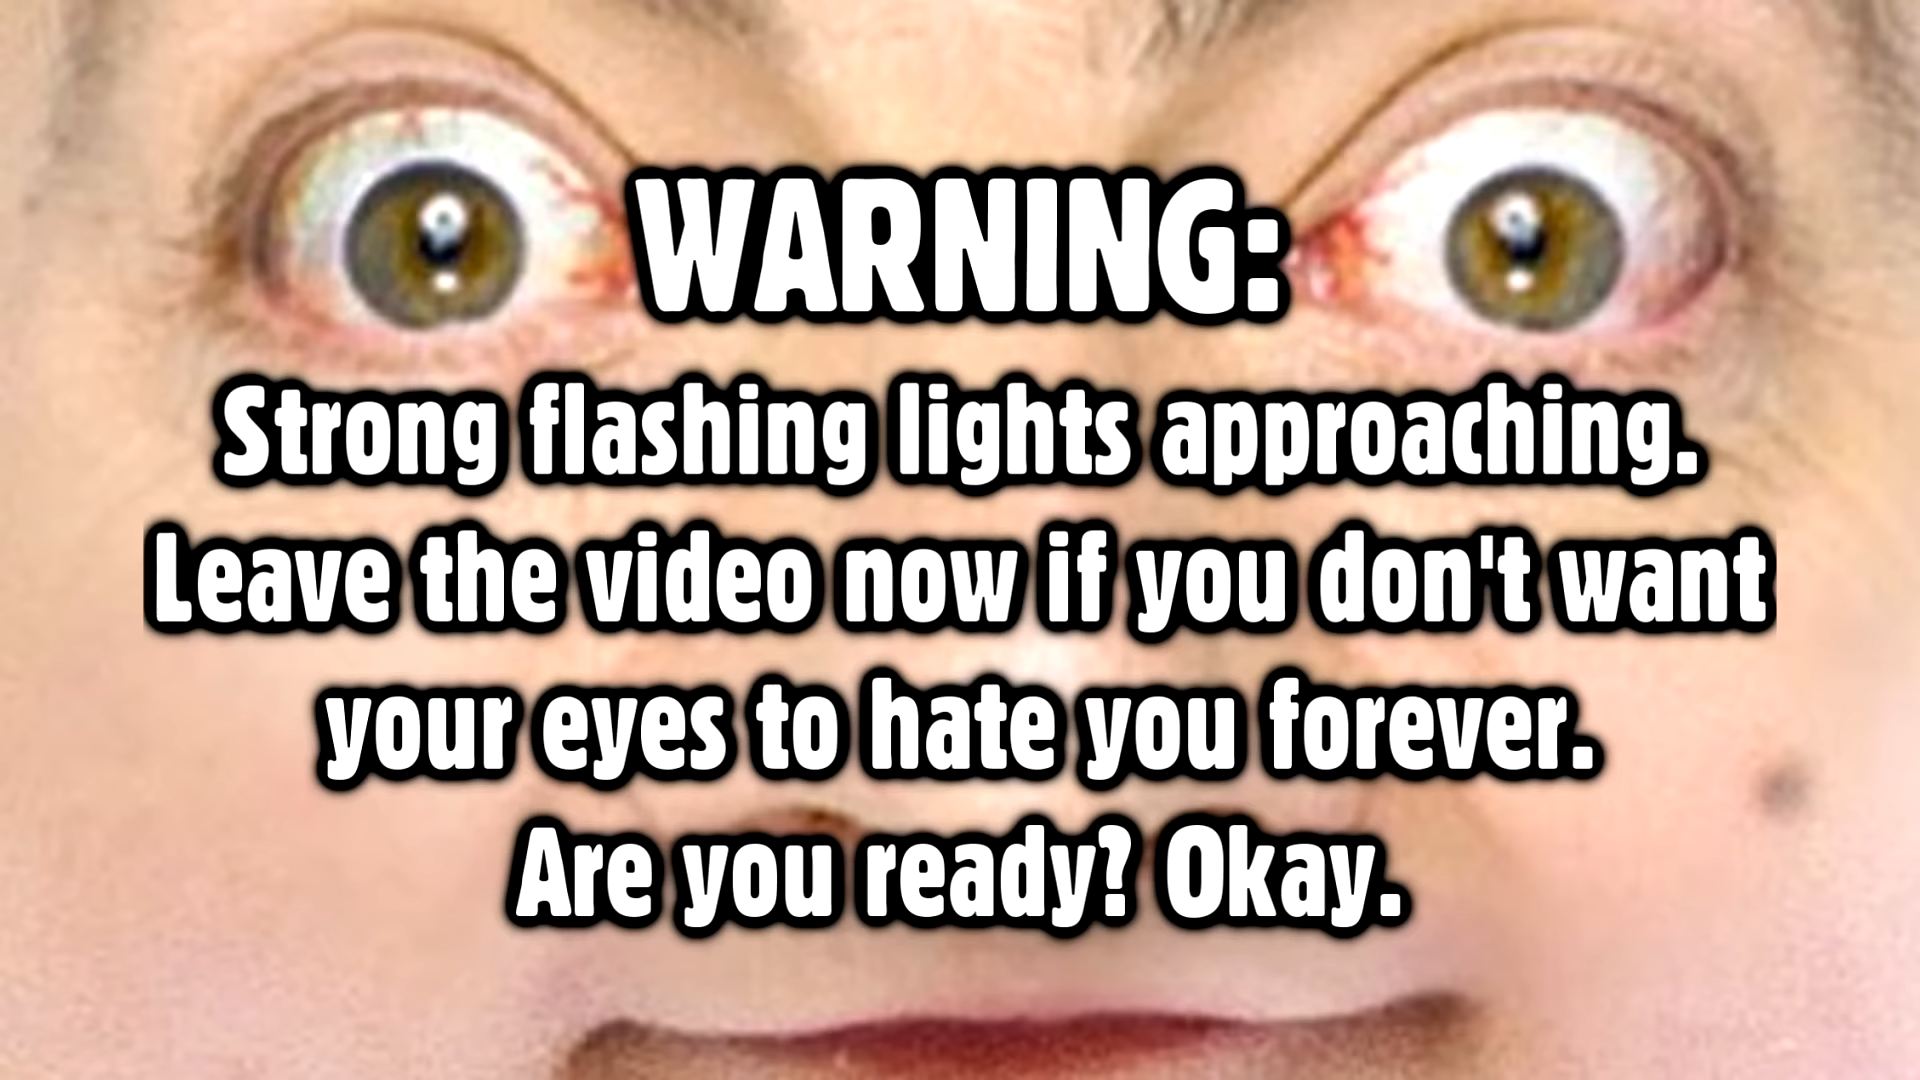 WARNING:
Strong flashing lights approaching.
Leave the video now if you don't want
your eyes to hate you forever.
Are you ready? Okay.